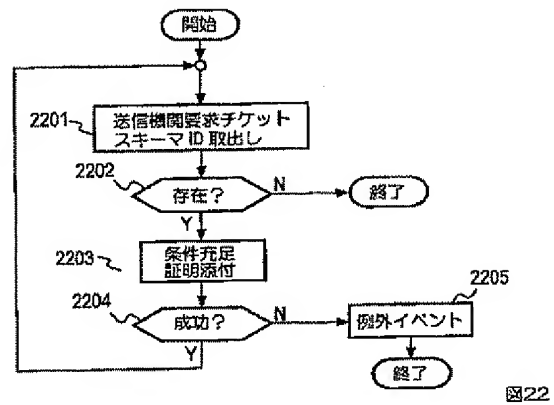 開始
2201
送信機関要求チケット
スキーマID取出し
2202
存在?
N
終了
Y
2203
条件充足
証明添付
2204
成功?
N
2205
例外イベント
Y
終了
図22